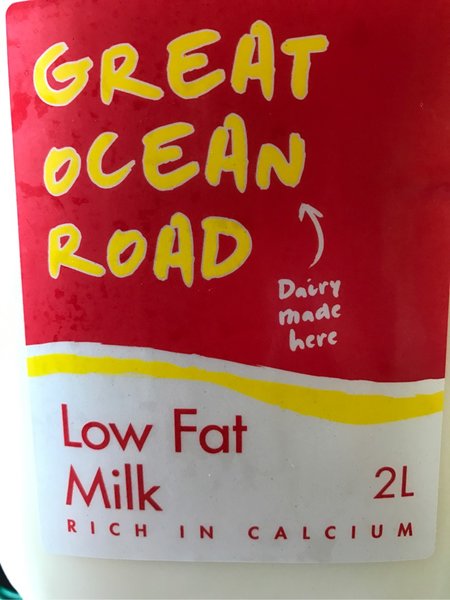 GREAT
OCEAN
ROAD
Dairy
made
here
Low Fat
Milk
2L
RICH IN CALCIUM